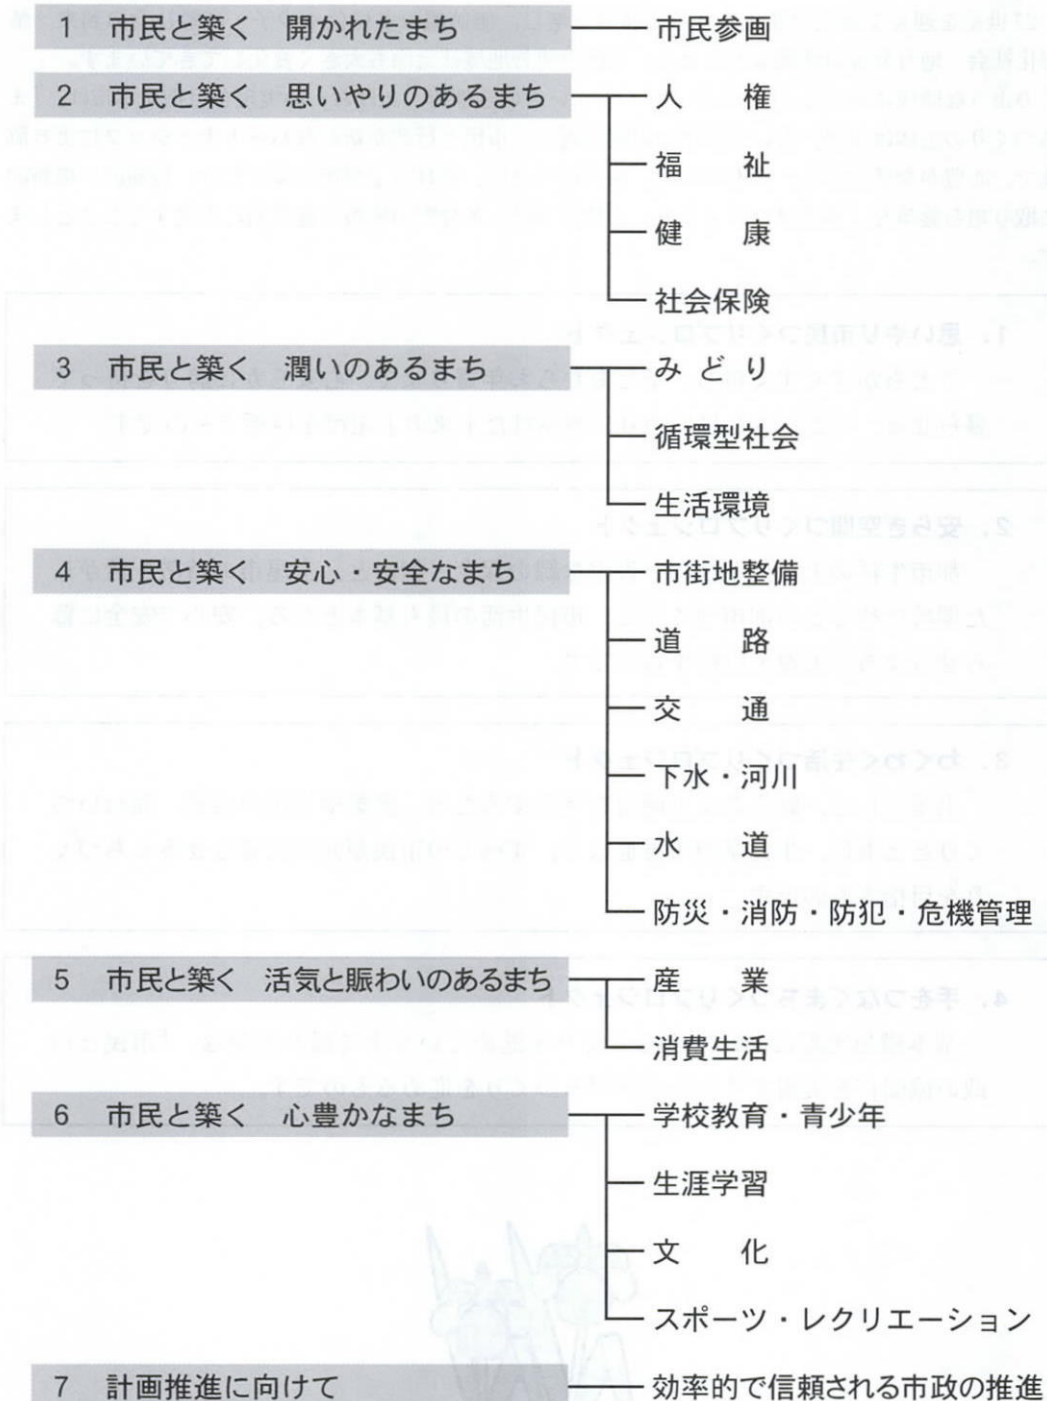 1 市民と築く 開かれたまち 市民参画
2 市民と築く 思いやりのあるまち 人 権
福 祉
健 康
社会保険
3 市民と築く 潤いのあるまち みどり
循環型社会
生活環境
4 市民と築く 安心・安全なまち 市街地整備
道 路
交 通
下水・河川
水 道
防災・消防・防犯・危機管理
5 市民と築く 活気と賑わいのあるまち 産 業
消費生活
6 市民と築く 心豊かなまち 学校教育・青少年
生涯学習
文 化
スポーツ・レクリエーション
7 計画推進に向けて 効率的で信頼される市政の推進